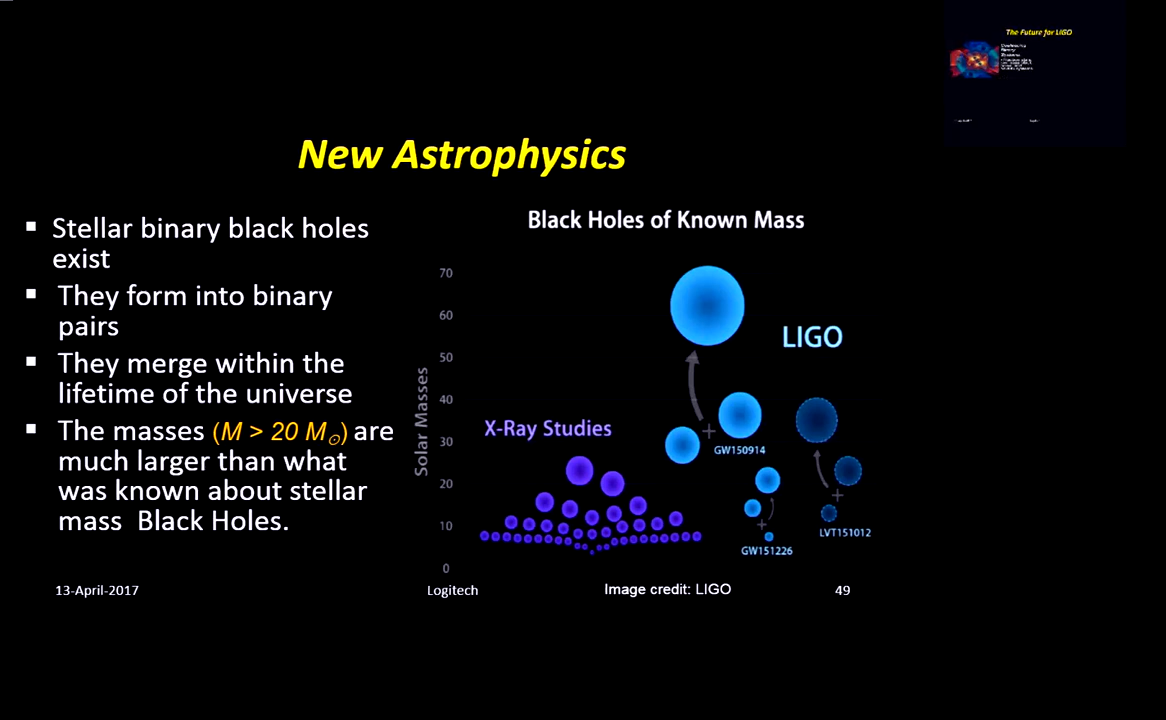 The Future for LIGO
New Astrophysics
▪ Stellar binary black holes
exist
▪ They form into binary
pairs
▪ They merge within the
lifetime of the universe
▪ The masses (M > 20 M☉) are
much larger than what
was known about stellar
mass Black Holes.
Black Holes of Known Mass
Solar Masses
70
60
50
40
30
20
10
0
X-Ray Studies
LIGO
+
GW150914
+
GW151226
+
LVT151012
13-April-2017
Logitech
Image credit: LIGO
49